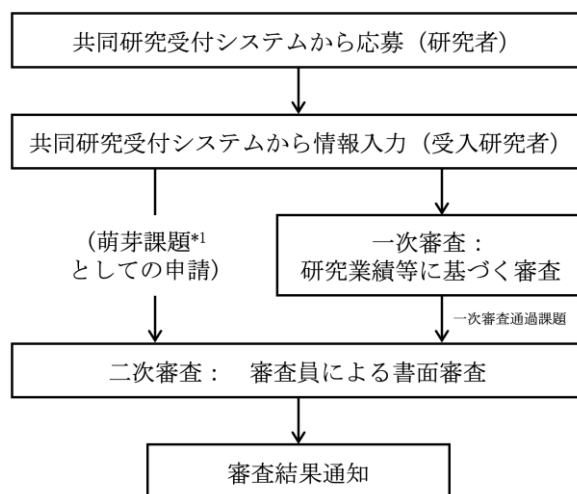 共同研究受付システムから応募（研究者）
共同研究受付システムから情報入力（受入研究者）
（萌芽課題*1
としての申請）
一次審査：
研究業績等に基づく審査
一次審査通過課題
二次審査：　審査員による書面審査
審査結果通知